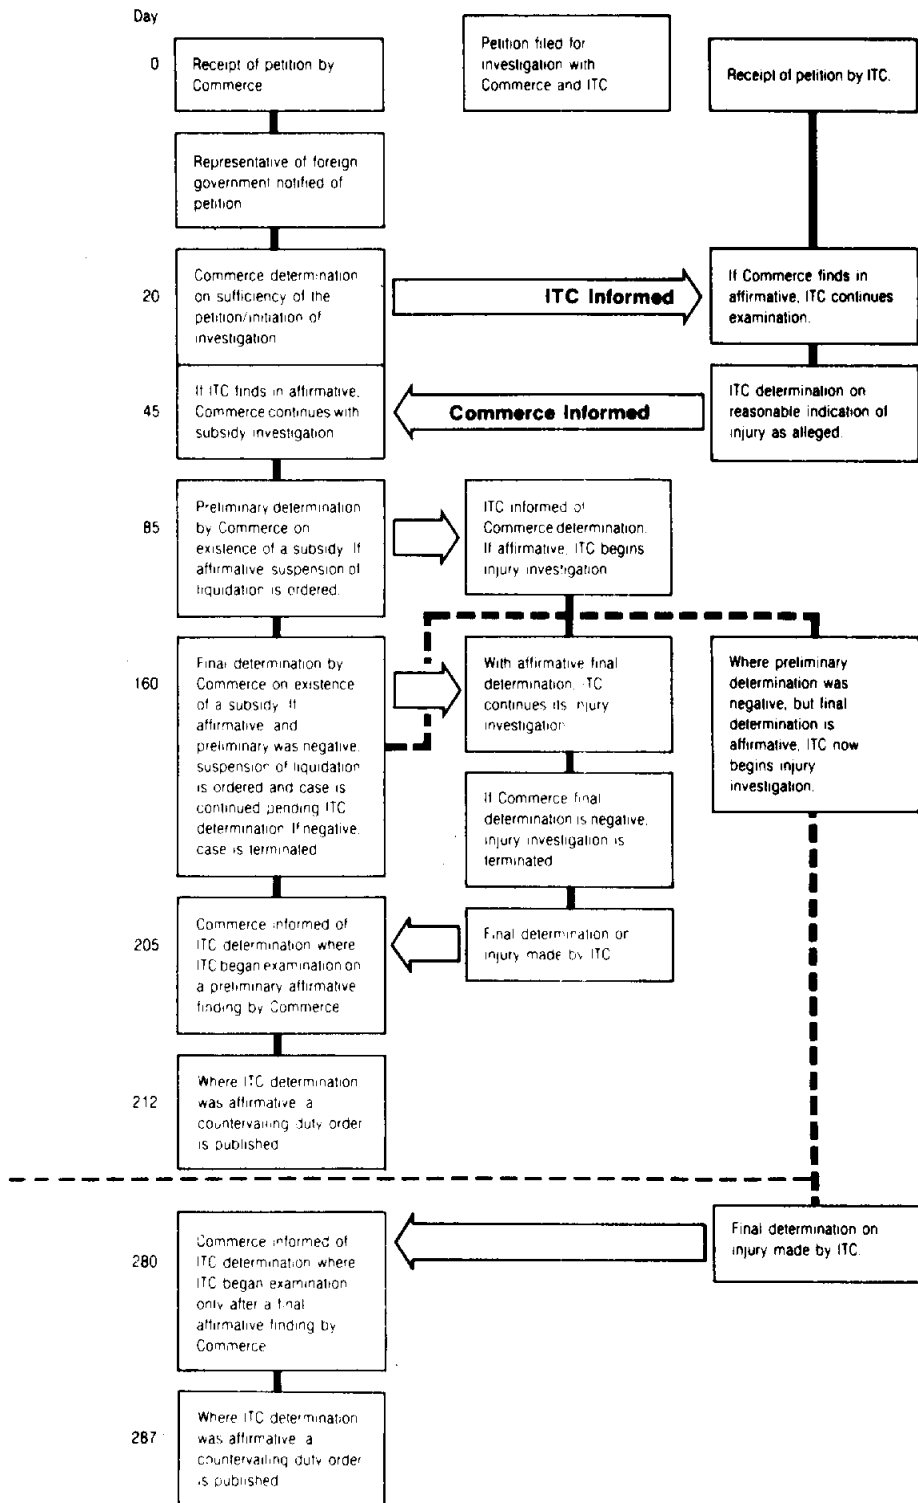 Day
0
Receipt of petition by
Commerce
Petition filed for
investigation with
Commerce and ITC
Receipt of petition by ITC.
Representative of foreign
government notified of
petition
20
Commerce determination
on sufficiency of the
petition/initiation of
investigation
ITC Informed
If Commerce finds in
affirmative, ITC continues
examination.
45
If ITC finds in affirmative,
Commerce continues with
subsidy investigation
Commerce Informed
ITC determination on
reasonable indication of
injury as alleged.
85
Preliminary determination
by Commerce on
existence of a subsidy. If
affirmative suspension of
liquidation is ordered.
ITC informed of
Commerce determination.
If affirmative, ITC begins
injury investigation
160
Final determination by
Commerce on existence
of a subsidy. If
affirmative and
preliminary was negative,
suspension of liquidation
is ordered and case is
continued pending ITC
determination. If negative,
case is terminated
With affirmative final
determination, ITC
continues its injury
investigation
Where preliminary
determination was
negative, but final
determination is
affirmative, ITC now
begins injury
investigation.
If Commerce final
determination is negative,
injury investigation is
terminated
205
Commerce informed of
ITC determination where
ITC began examination on
a preliminary affirmative
finding by Commerce
Final determination on
injury made by ITC
212
Where ITC determination
was affirmative a
countervailing duty order
is published
280
Commerce informed of
ITC determination where
ITC began examination
only after a final
affirmative finding by
Commerce
Final determination on
injury made by ITC.
287
Where ITC determination
was affirmative a
countervailing duty order
is published